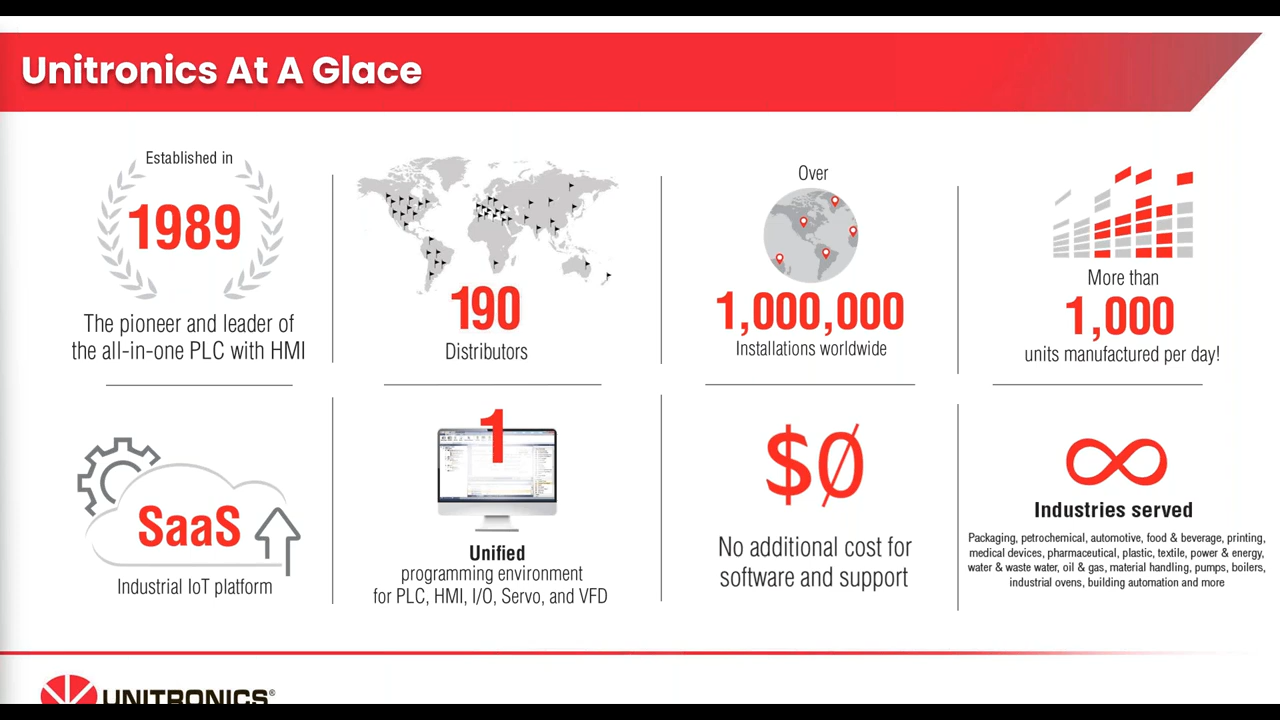 Unitronics At A Glace
Established in
1989
The pioneer and leader of
the all-in-one PLC with HMI
190
Distributors
Over
1,000,000
Installations worldwide
More than
1,000
units manufactured per day!
SaaS
Industrial IoT platform
1
Unified
programming environment
for PLC, HMI, I/O, Servo, and VFD
$0
No additional cost for
software and support
Industries served
Packaging, petrochemical, automotive, food & beverage, printing,
medical devices, pharmaceutical, plastic, textile, power & energy,
water & waste water, oil & gas, material handling, pumps, boilers,
industrial ovens, building automation and more
UNITRONICS®